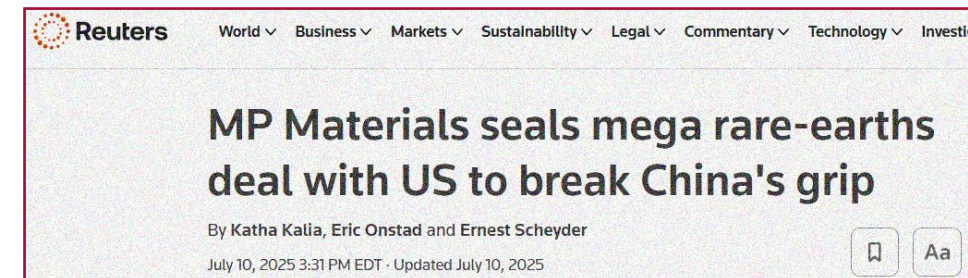 Reuters World Business Markets Sustainability Legal Commentary Technology
MP Materials seals mega rare-earths
deal with US to break China's grip
By Katha Kalia, Eric Onstad and Ernest Scheyder
July 10, 2025 3:31 PM EDT · Updated July 10, 2025
Aa